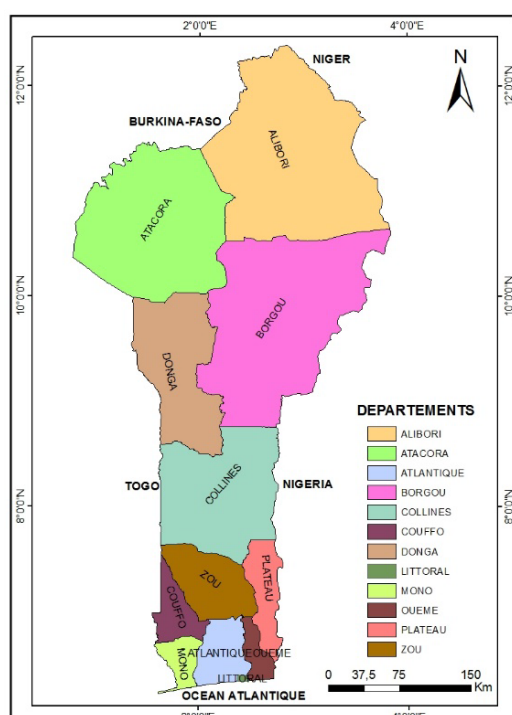 2°0'0"E 4°0'0"E
NIGER
N
12°0'0"N 12°0'0"N
BURKINA-FASO
ALIBORI
ATACORA
10°0'0"N 10°0'0"N
BORGOU
DONGA
DEPARTEMENTS
ALIBORI
ATACORA
ATLANTIQUE
BORGOU
COLLINES
COUFFO
DONGA
LITTORAL
MONO
OUEME
PLATEAU
ZOU
TOGO
COLLINES
NIGERIA
8°0'0"N 8°0'0"N
ZOU
PLATEAU
COUFFO
ATLANTIQUE OUEME
MONO
LITTORAL
OCEAN ATLANTIQUE
0 37,5 75 150
Km